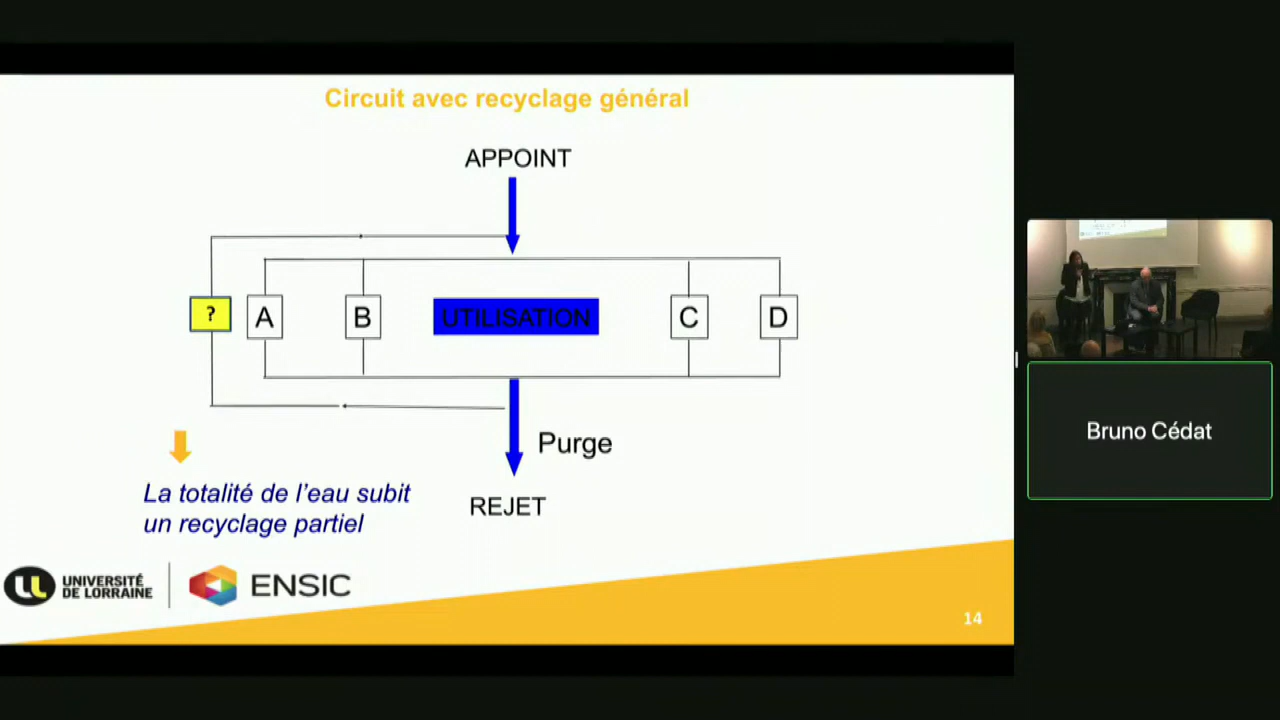 Circuit avec recyclage général
APPOINT
?
A
B
UTILISATION
C
D
Purge
La totalité de l'eau subit
un recyclage partiel
REJET
UNIVERSITÉ
DE LORRAINE
ENSIC
14
Bruno Cédat